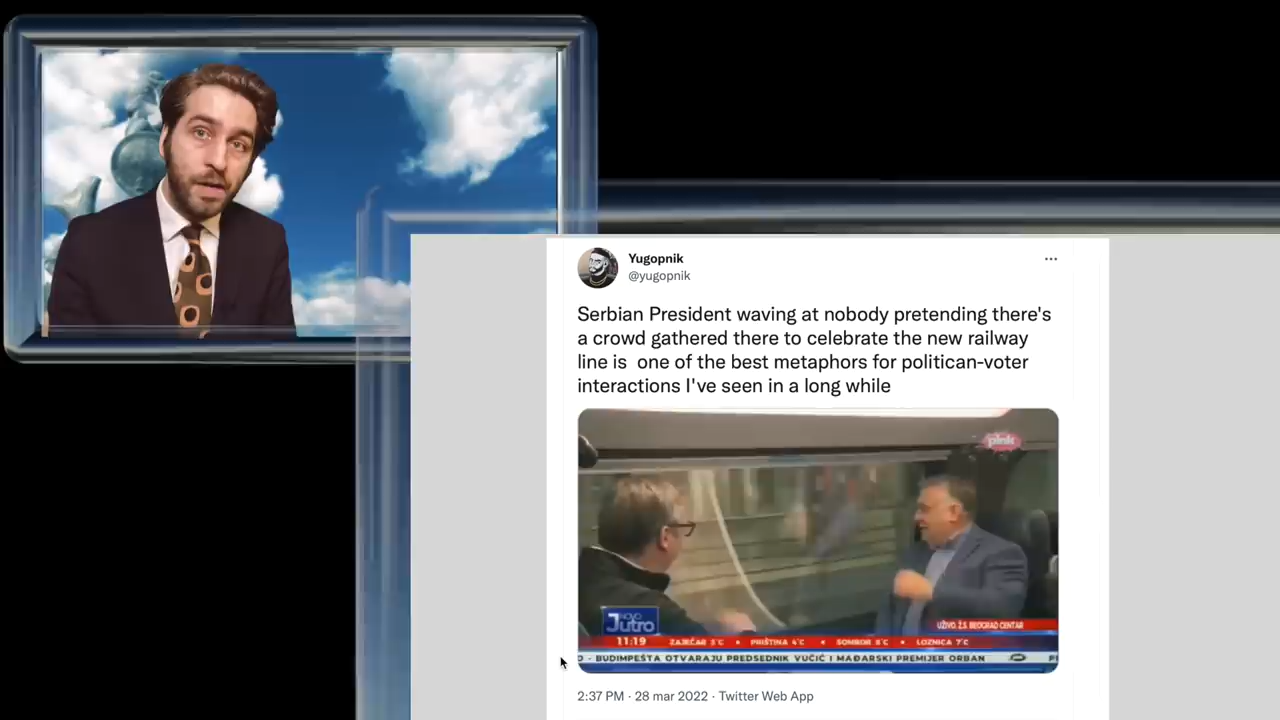 Yugopnik
@yugopnik
Serbian President waving at nobody pretending there's
a crowd gathered there to celebrate the new railway
line is  one of the best metaphors for politican-voter
interactions I've seen in a long while
pink
NOVO
Jutro
UŽIVO, Ž.S. BEOGRAD CENTAR
11:19 ZAJEČAR 5°C • PRIŠTINA 4°C • SOMBOR 8°C • LOZNICA 7°C
- BUDIMPEŠTA OTVARAJU PREDSEDNIK VUČIĆ I MAĐARSKI PREMIJER ORBAN
2:37 PM · 28 mar 2022 · Twitter Web App